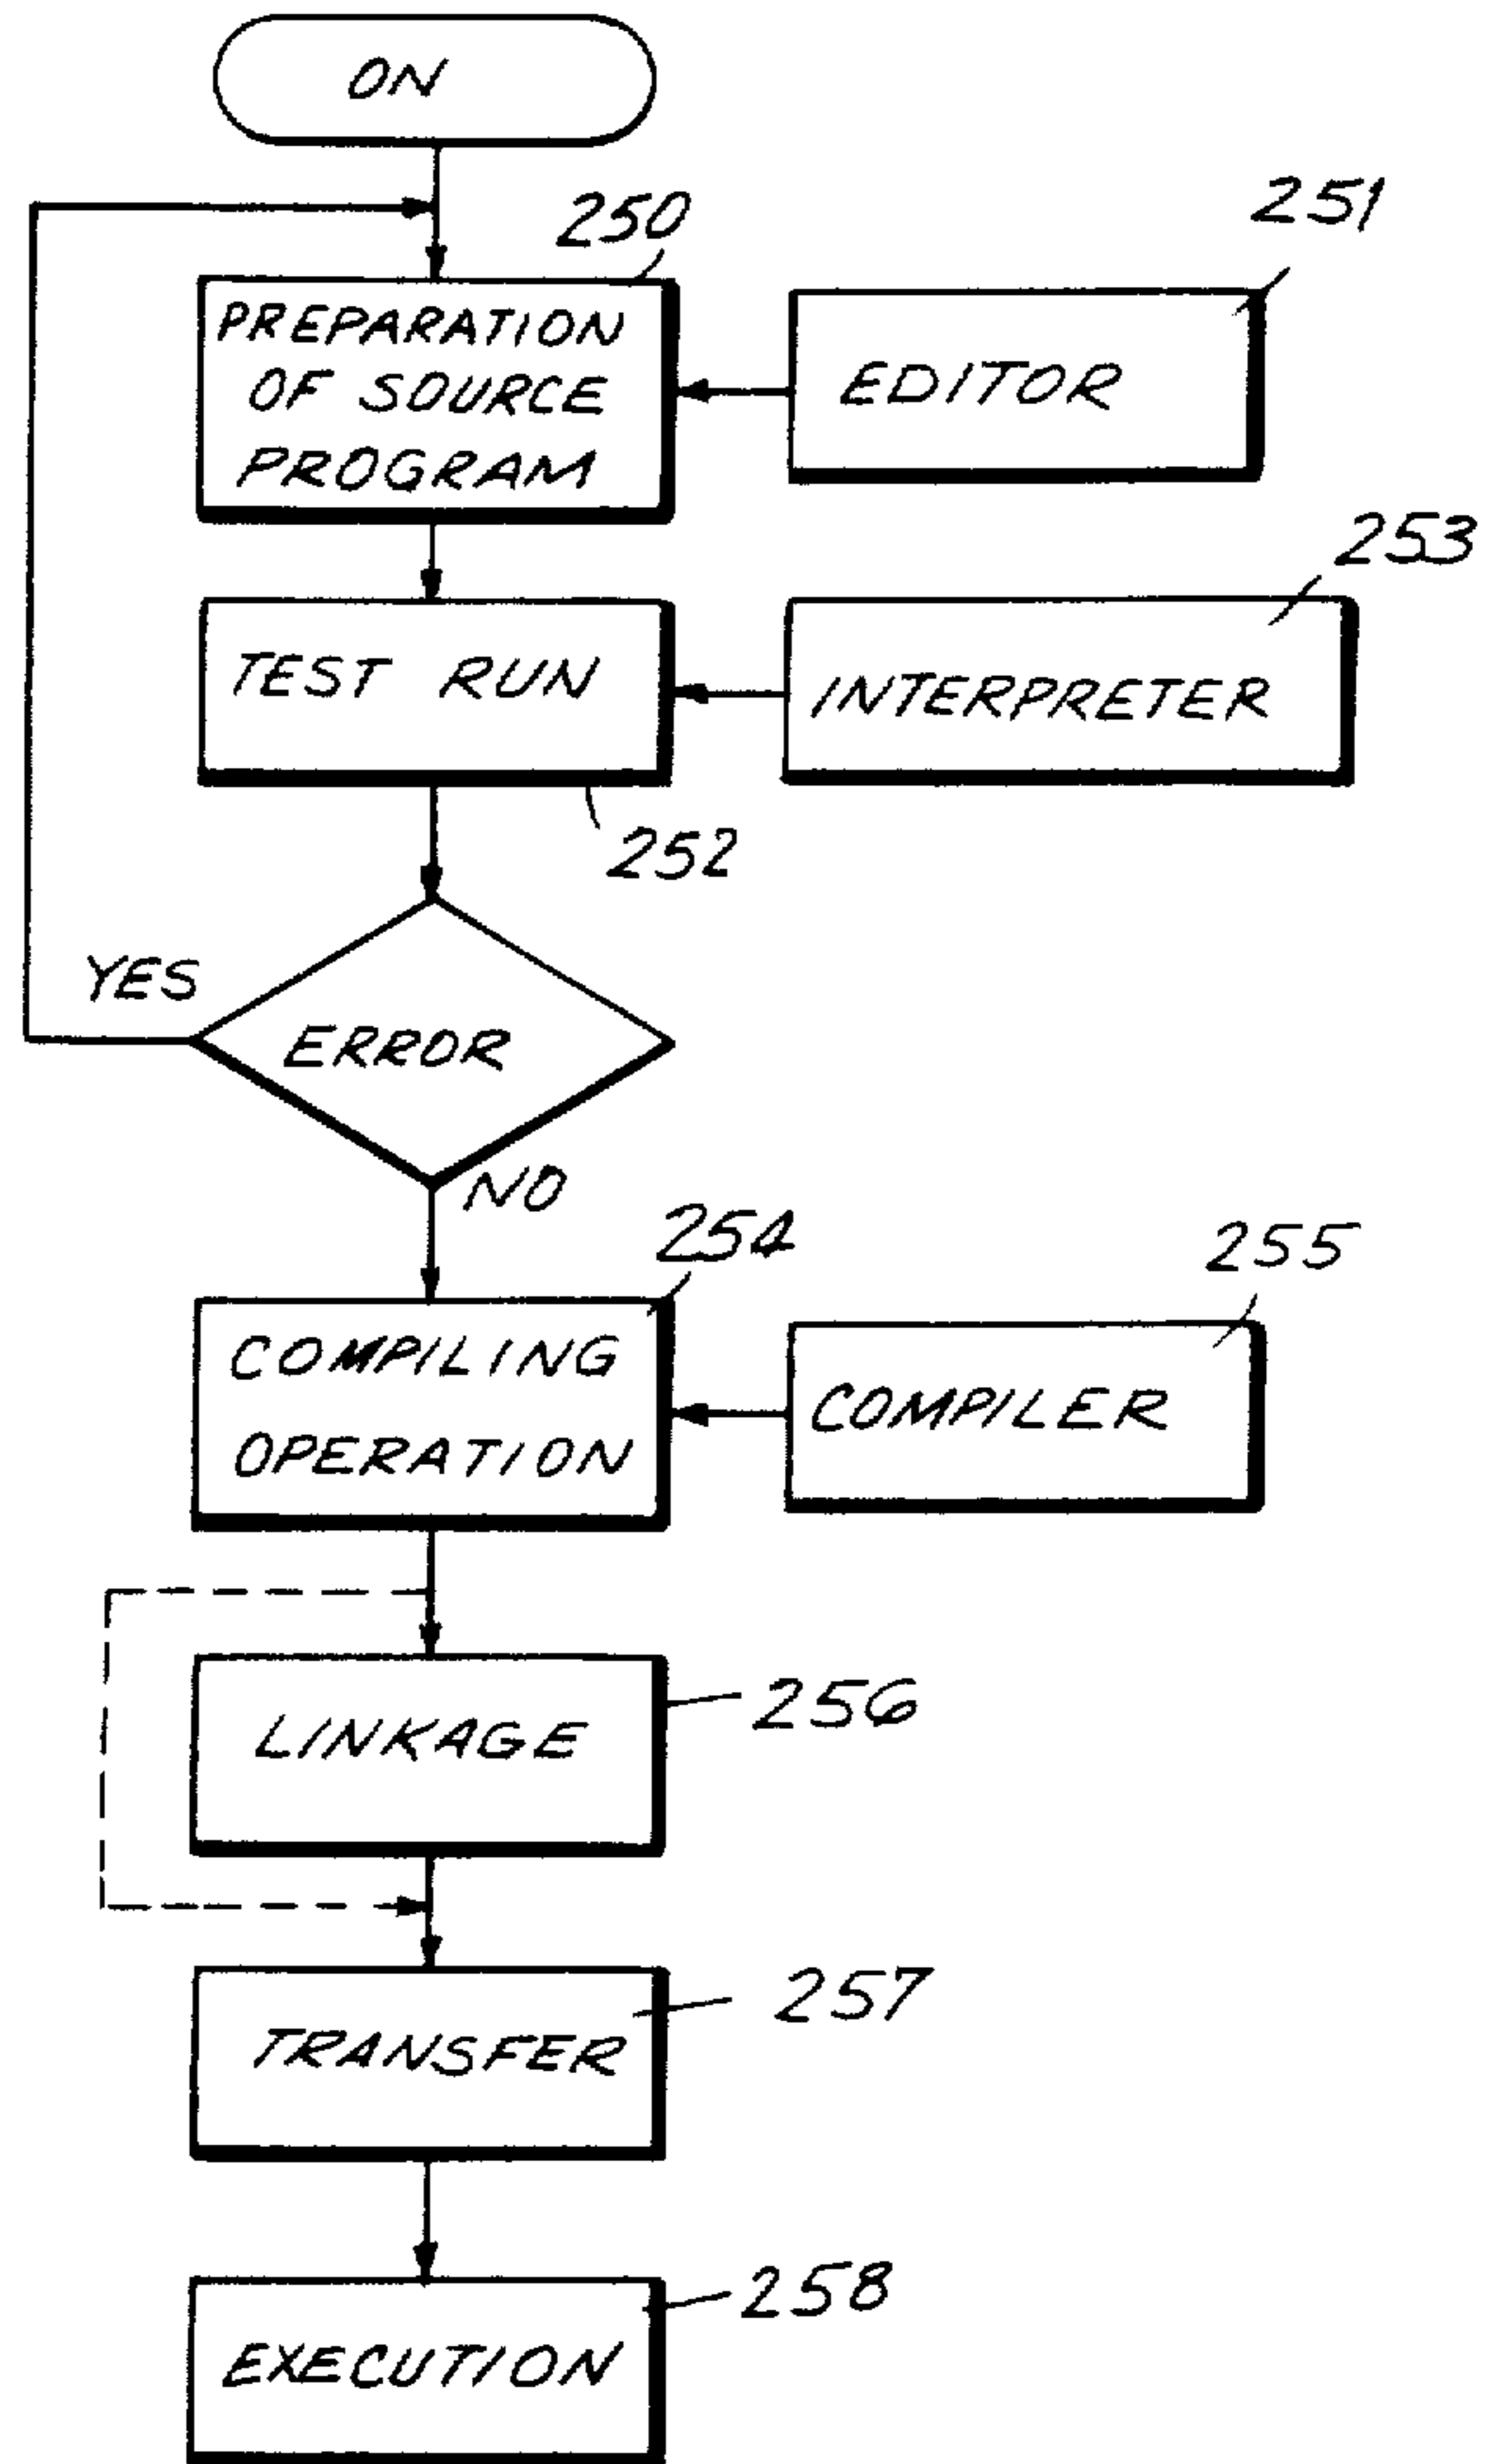 ON
250
251
PREPARATION
OF SOURCE
PROGRAM
EDITOR
253
TEST RUN
INTERPRETER
252
YES
ERROR
NO
254
255
COMPILING
OPERATION
COMPILER
LINKAGE
256
TRANSFER
257
EXECUTION
258